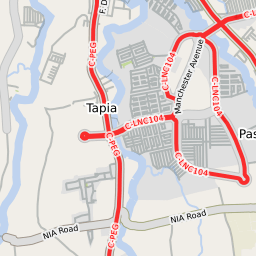 F. D
C-PEG
C-LNC104
Manchester Avenue
C-LNC104
Tapia
C-LNC104
C-PEG
Pas
C-LNC104
NIA Road
NIA Road
C-PEG